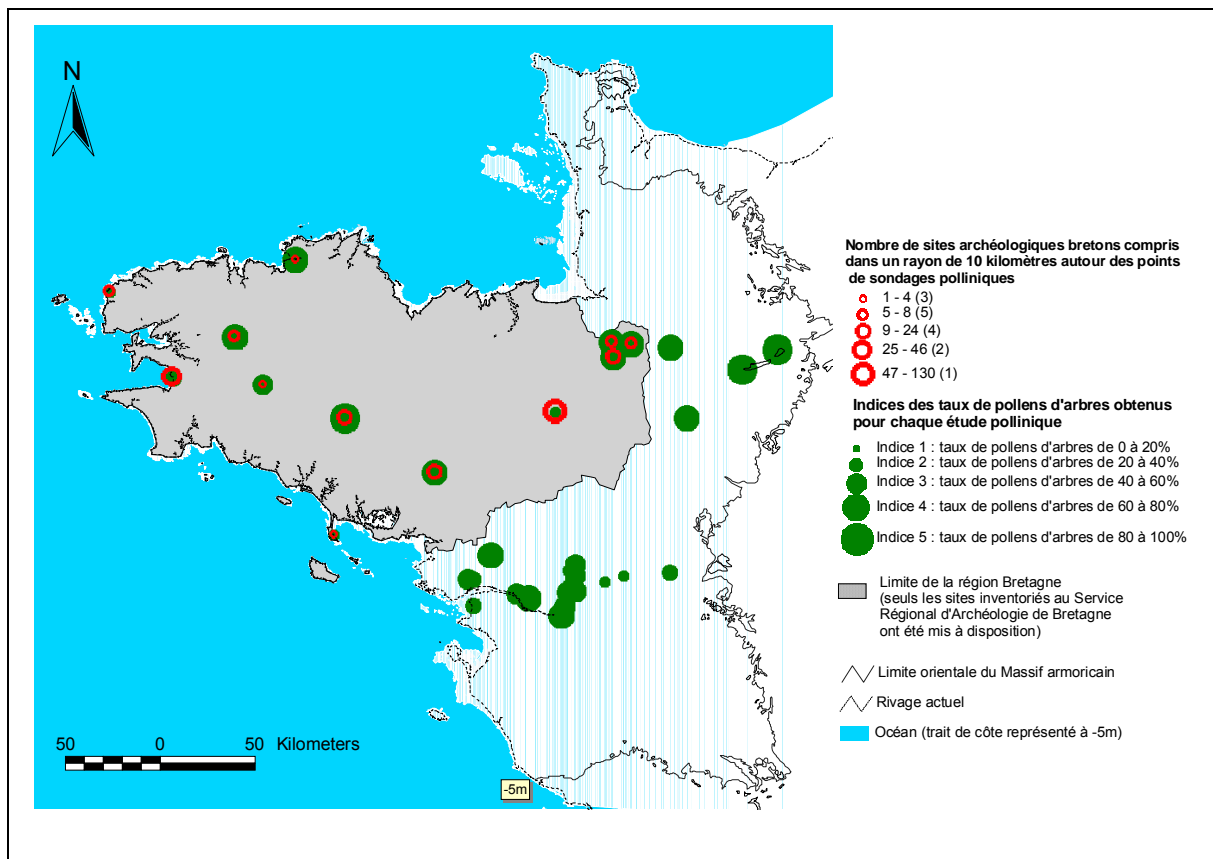 N
Nombre de sites archéologiques bretons compris
dans un rayon de 10 kilomètres autour des points
de sondages polliniques
1 - 4 (3)
5 - 8 (5)
9 - 24 (4)
25 - 46 (2)
47 - 130 (1)
Indices des taux de pollens d'arbres obtenus
pour chaque étude pollinique
Indice 1 : taux de pollens d'arbres de 0 à 20%
Indice 2 : taux de pollens d'arbres de 20 à 40%
Indice 3 : taux de pollens d'arbres de 40 à 60%
Indice 4 : taux de pollens d'arbres de 60 à 80%
Indice 5 : taux de pollens d'arbres de 80 à 100%
Limite de la région Bretagne
(seuls les sites inventoriés au Service
Régional d'Archéologie de Bretagne
ont été mis à disposition)
Limite orientale du Massif armoricain
Rivage actuel
Océan (trait de côte représenté à -5m)
50 0 50 Kilometers
-5m